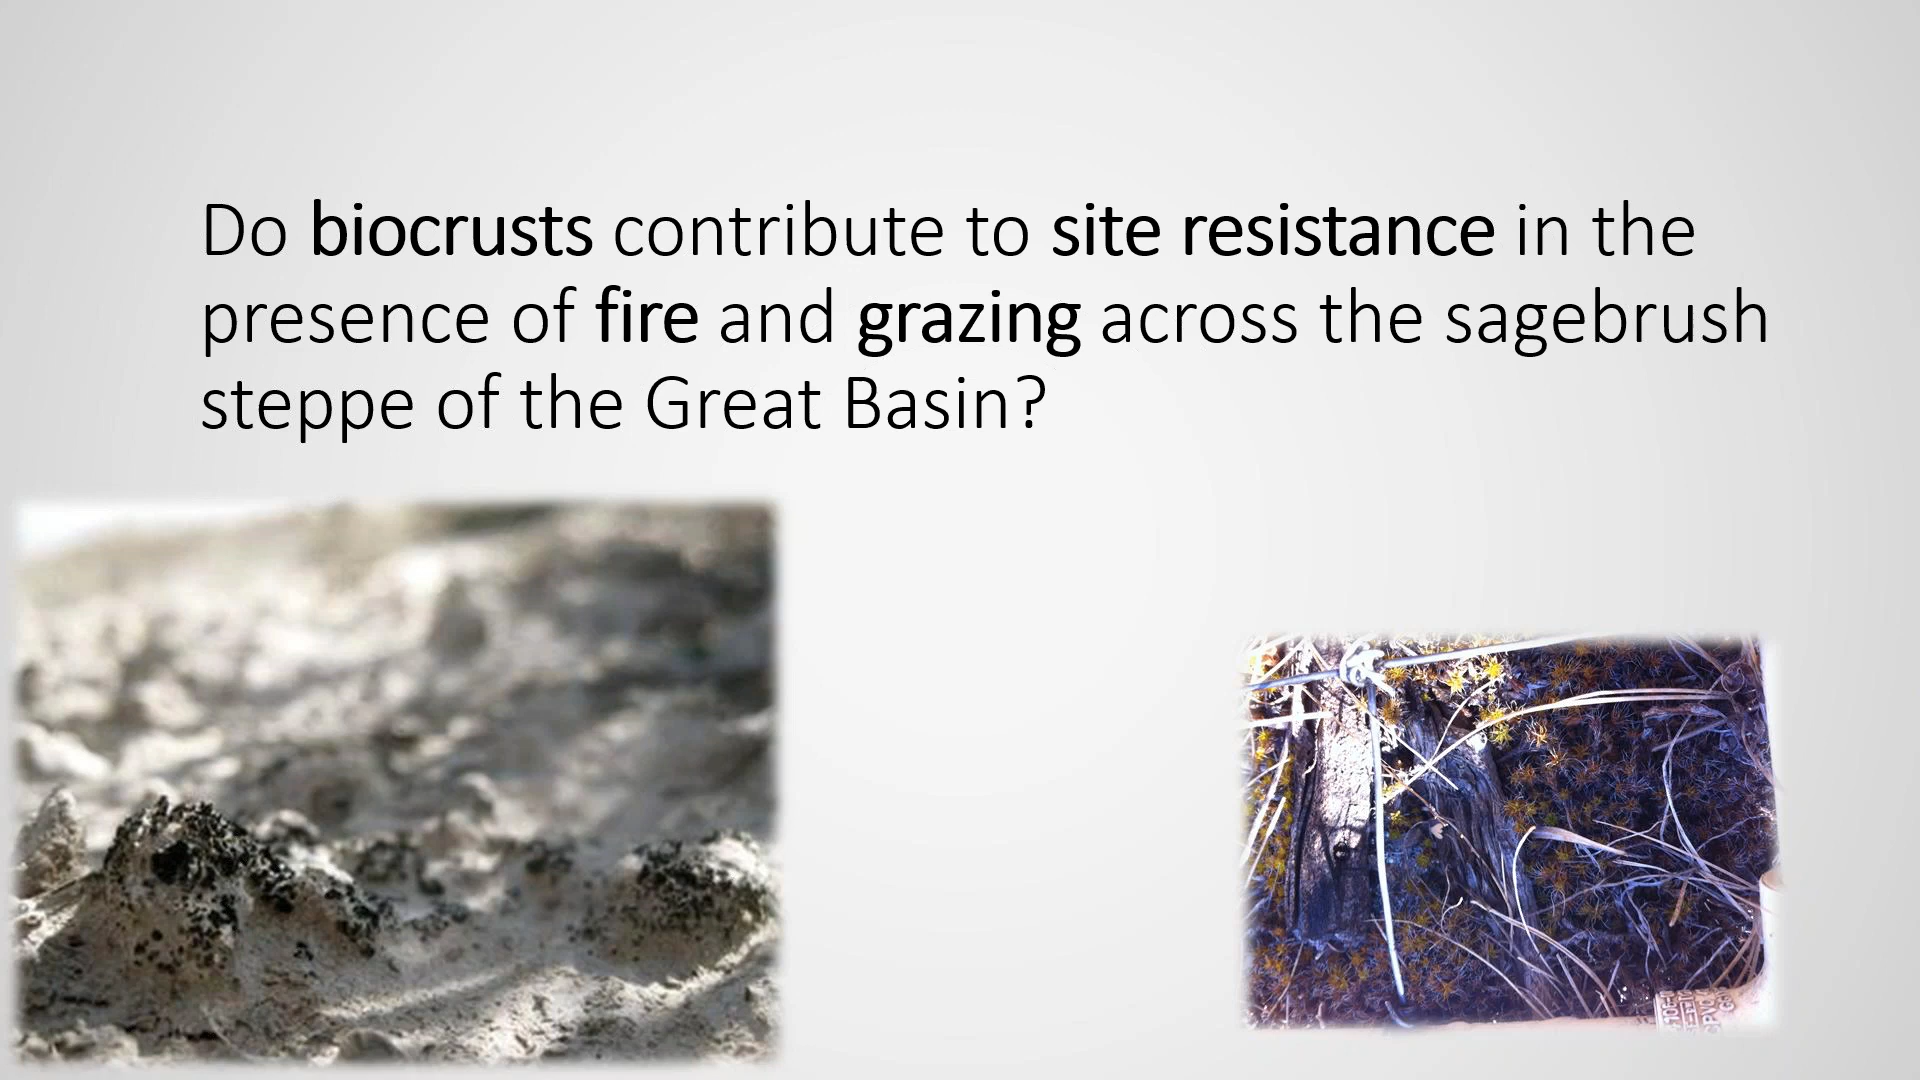 Do biocrusts contribute to site resistance in the
presence of fire and grazing across the sagebrush
steppe of the Great Basin?